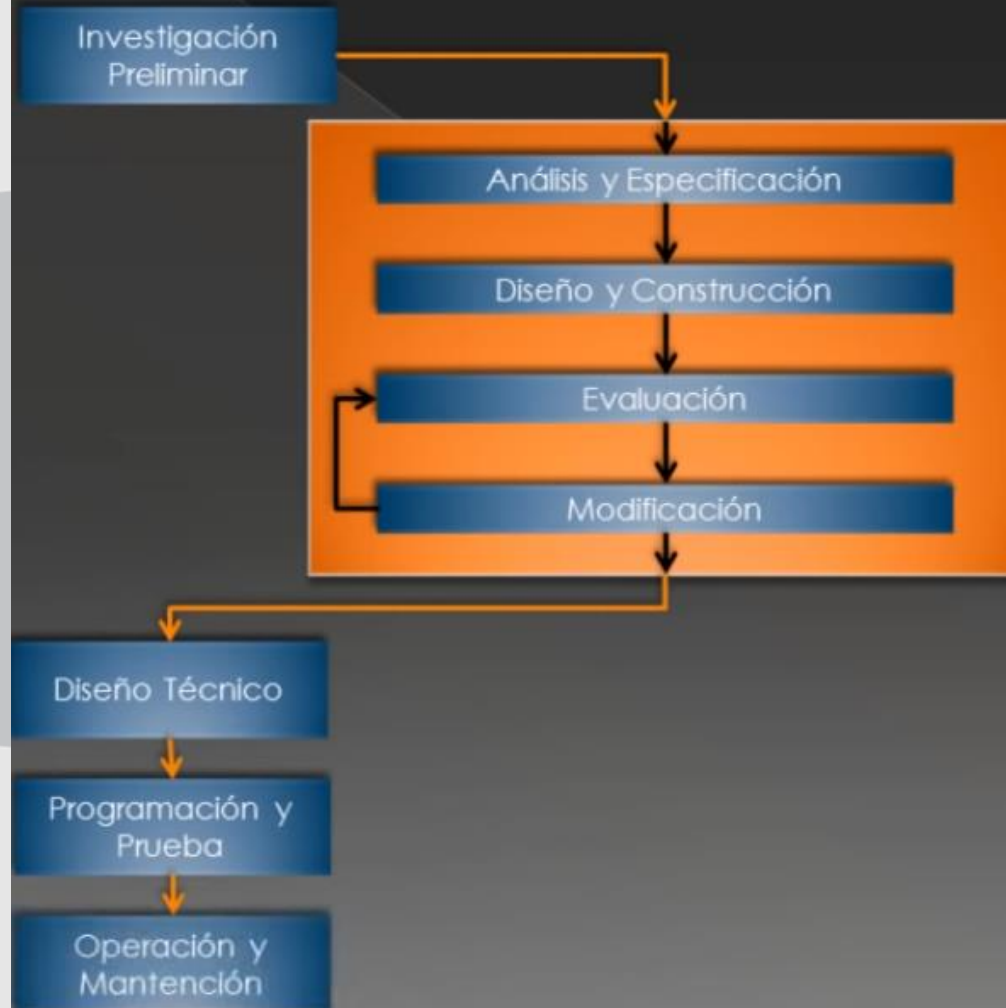 Investigación
Preliminar
Análisis y Especificación
Diseño y Construcción
Evaluación
Modificación
Diseño Técnico
Programación y
Prueba
Operación y
Mantención